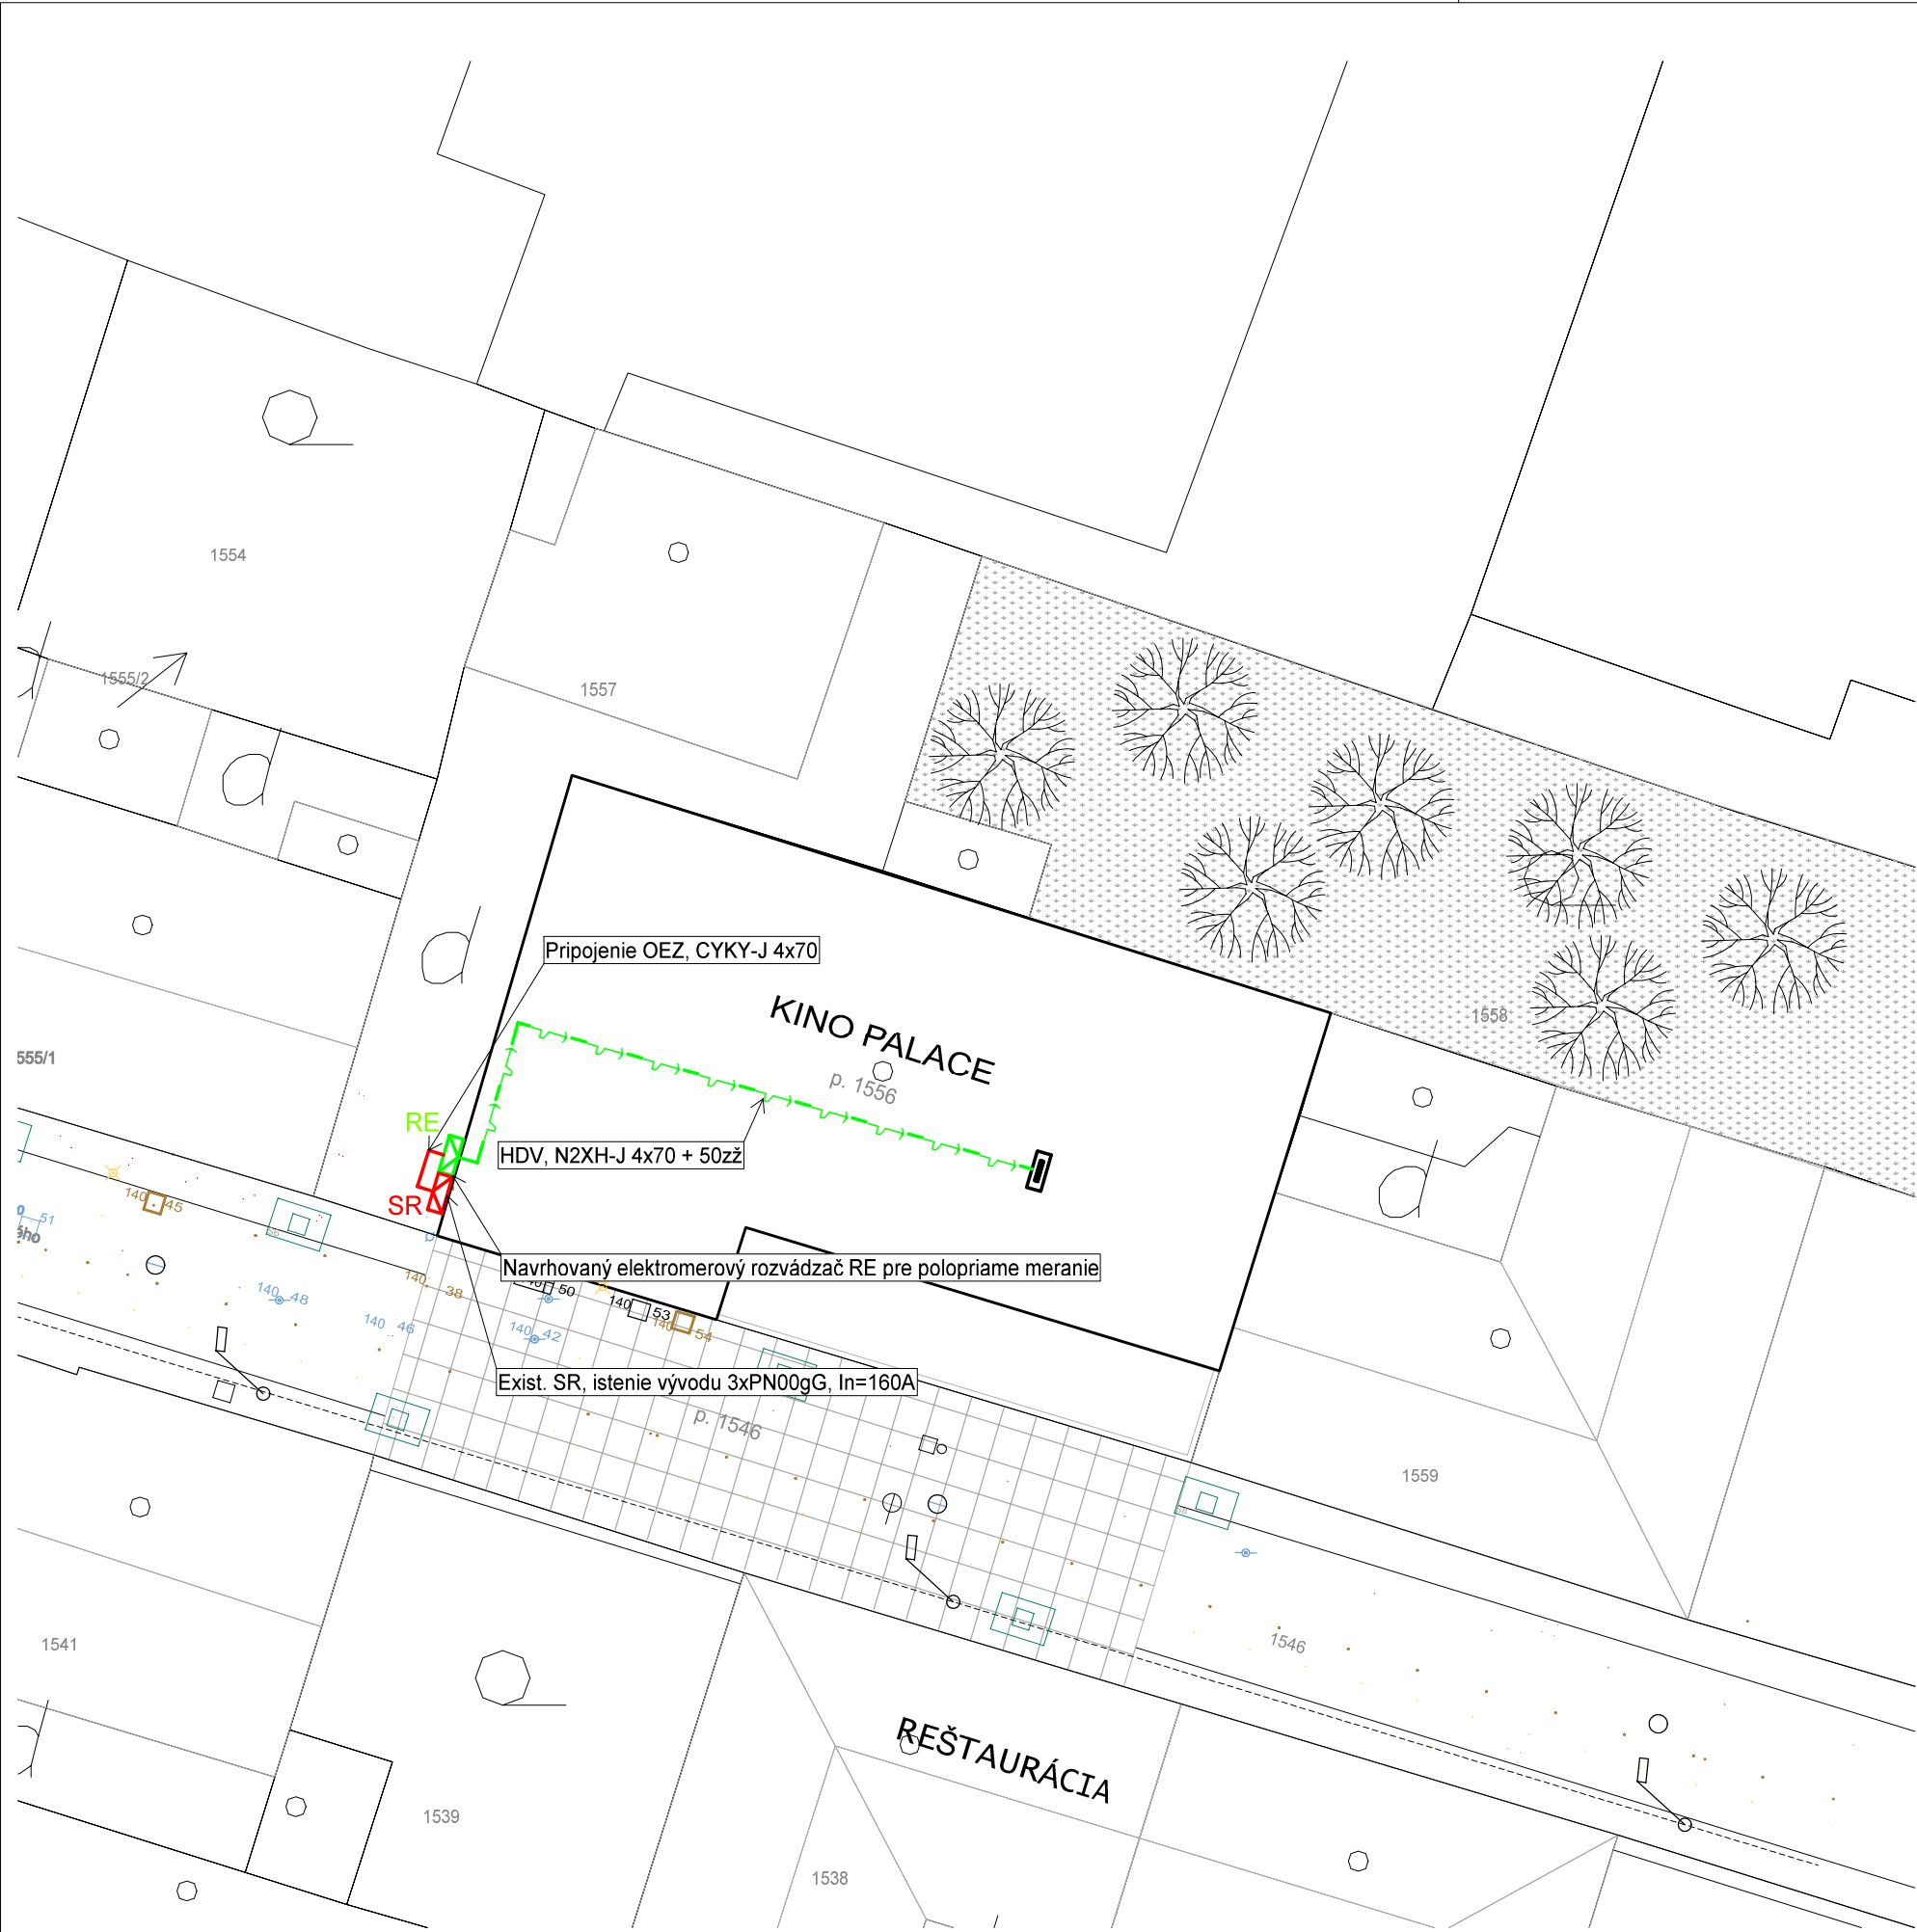 1554
1555/2
1557
Pripojenie OEZ, CYKY-J 4x70
KINO PALACE
p. 1556
1558
555/1
RE
HDV, N2XH-J 4x70 + 50zž
SR
140 45
51
140 48
140 38
140 46
Navrhovaný elektromerový rozvádzač RE pre polopriame meranie
50
140 53
140 42
140 54
Exist. SR, istenie vývodu 3xPN00gG, In=160A
p. 1546
1559
1541
1546
REŠTAURÁCIA
1539
1538